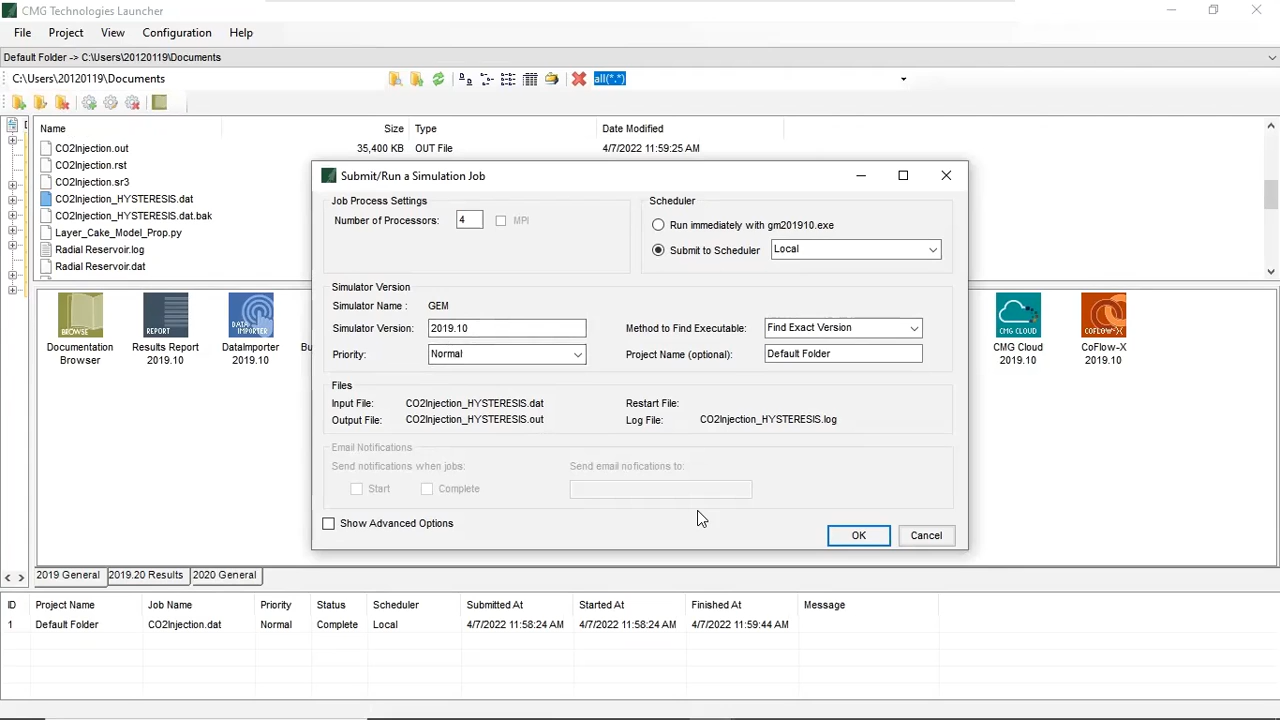 CMG Technologies Launcher
File Project View Configuration Help
Default Folder -> C:\Users\20120119\Documents
C:\Users\20120119\Documents all(*.*)
Name Size Type Date Modified
CO2Injection.out 35,400 KB OUT File 4/7/2022 11:59:25 AM
CO2Injection.rst
CO2Injection.sr3
CO2Injection_HYSTERESIS.dat
CO2Injection_HYSTERESIS.dat.bak
Layer_Cake_Model_Prop.py
Radial Reservoir.log
Radial Reservoir.dat
Submit/Run a Simulation Job
Job Process Settings
Number of Processors: 4 MPI
Scheduler
Run immediately with gm201910.exe
Submit to Scheduler Local
Simulator Version
Simulator Name : GEM
Simulator Version: 2019.10 Method to Find Executable: Find Exact Version
Priority: Normal Project Name (optional): Default Folder
Files
Input File: CO2Injection_HYSTERESIS.dat Restart File:
Output File: CO2Injection_HYSTERESIS.out Log File: CO2Injection_HYSTERESIS.log
Email Notifications
Send notifications when jobs: Send email nofications to:
Start Complete
Show Advanced Options
OK Cancel
BROWSE
Documentation
Browser
REPORT
Results Report
2019.10
DATA
IMPORTER
DataImporter
2019.10
Bu
CMG CLOUD
CMG Cloud
2019.10
COFLOW-X
CoFlow-X
2019.10
2019 General 2019.20 Results 2020 General
ID Project Name Job Name Priority Status Scheduler Submitted At Started At Finished At Message
1 Default Folder CO2Injection.dat Normal Complete Local 4/7/2022 11:58:24 AM 4/7/2022 11:58:24 AM 4/7/2022 11:59:44 AM